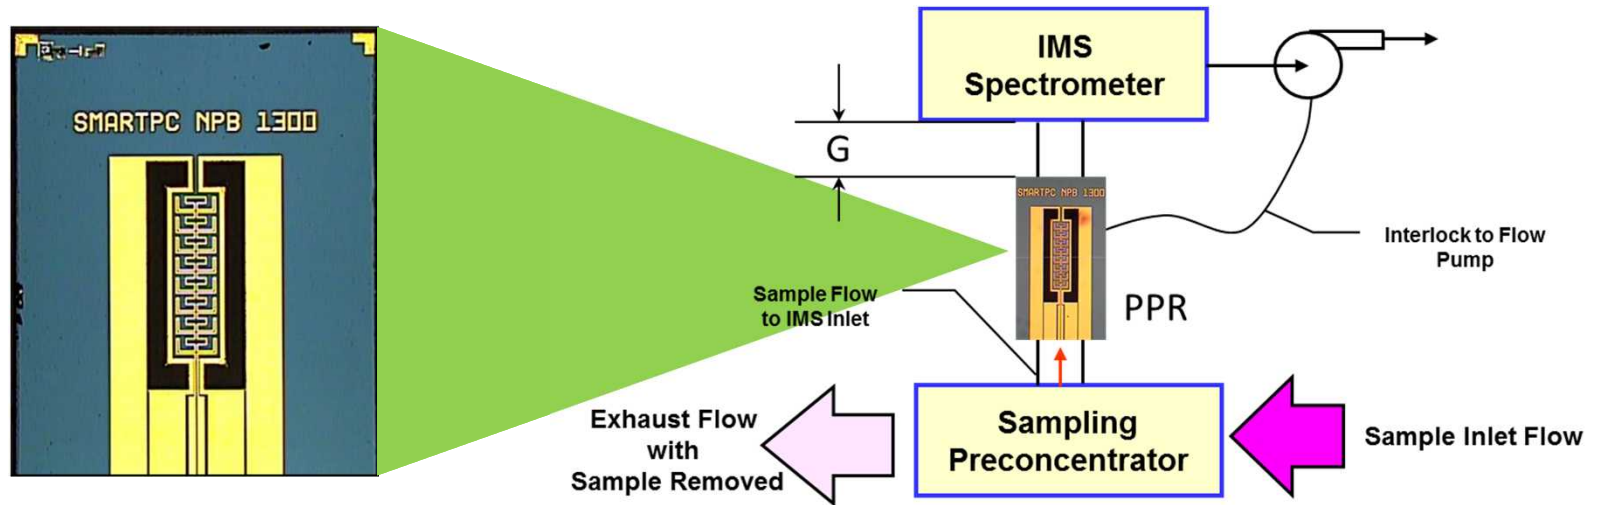 SMARTPC NPB 1300
IMS
Spectrometer
G
SMARTPC NPB 1300
Interlock to Flow
Pump
Sample Flow
to IMS Inlet
PPR
Exhaust Flow
with
Sample Removed
Sampling
Preconcentrator
Sample Inlet Flow